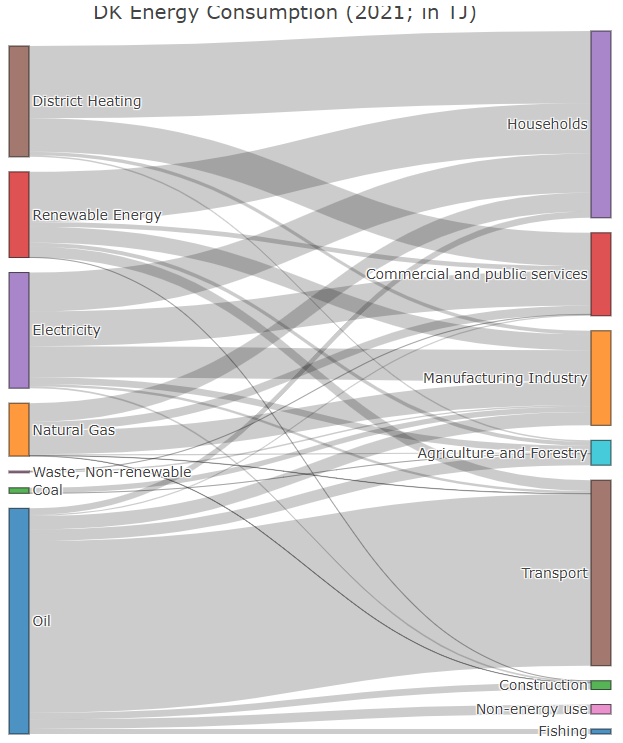 DK Energy Consumption (2021; in TJ)
District Heating
Households
Renewable Energy
Commercial and public services
Electricity
Manufacturing Industry
Natural Gas
Agriculture and Forestry
Waste, Non-renewable
Coal
Transport
Oil
Construction
Non-energy use
Fishing